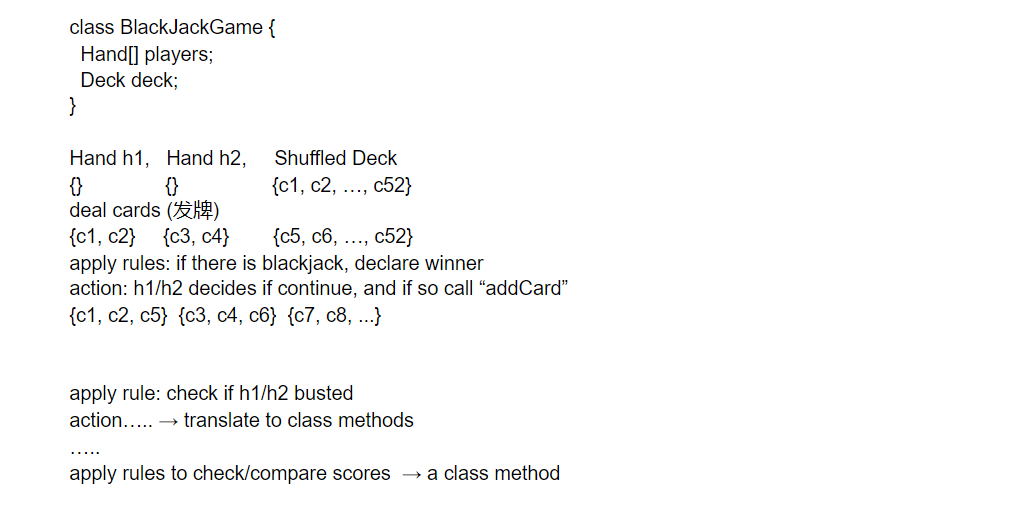 class BlackJackGame {
Hand[] players;
Deck deck;
}
Hand h1, Hand h2, Shuffled Deck
{} {} {c1, c2, …, c52}
deal cards (发牌)
{c1, c2} {c3, c4} {c5, c6, …, c52}
apply rules: if there is blackjack, declare winner
action: h1/h2 decides if continue, and if so call “addCard”
{c1, c2, c5} {c3, c4, c6} {c7, c8, ...}
apply rule: check if h1/h2 busted
action….. → translate to class methods
…..
apply rules to check/compare scores → a class method